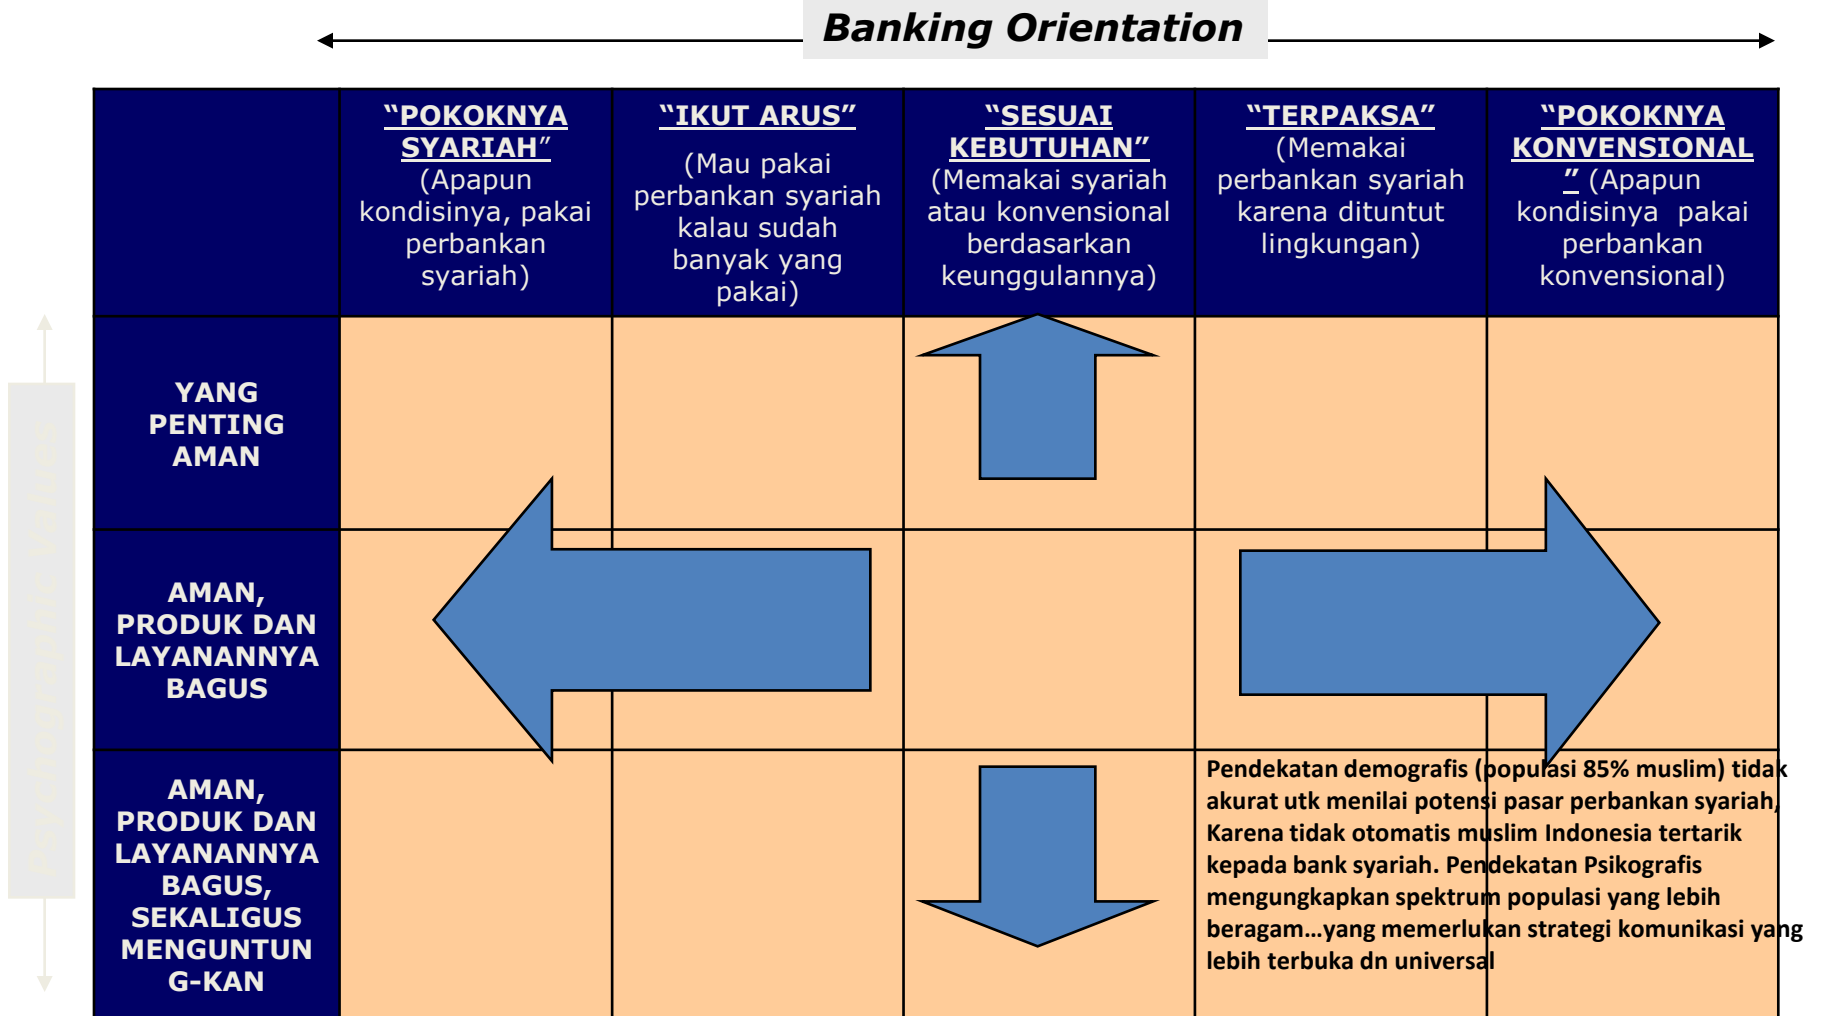 Banking Orientation
“POKOKNYA
SYARIAH”
(Apapun
kondisinya, pakai
perbankan
syariah)
“IKUT ARUS”
(Mau pakai
perbankan syariah
kalau sudah
banyak yang
pakai)
“SESUAI
KEBUTUHAN”
(Memakai syariah
atau konvensional
berdasarkan
keunggulannya)
“TERPAKSA”
(Memakai
perbankan syariah
karena dituntut
lingkungan)
“POKOKNYA
KONVENSIONAL
” (Apapun
kondisinya pakai
perbankan
konvensional)
Psychographic Values
YANG
PENTING
AMAN
AMAN,
PRODUK DAN
LAYANANNYA
BAGUS
AMAN,
PRODUK DAN
LAYANANNYA
BAGUS,
SEKALIGUS
MENGUNTUN
G-KAN
Pendekatan demografis (populasi 85% muslim) tidak
akurat utk menilai potensi pasar perbankan syariah,
Karena tidak otomatis muslim Indonesia tertarik
kepada bank syariah. Pendekatan Psikografis
mengungkapkan spektrum populasi yang lebih
beragam...yang memerlukan strategi komunikasi yang
lebih terbuka dn universal